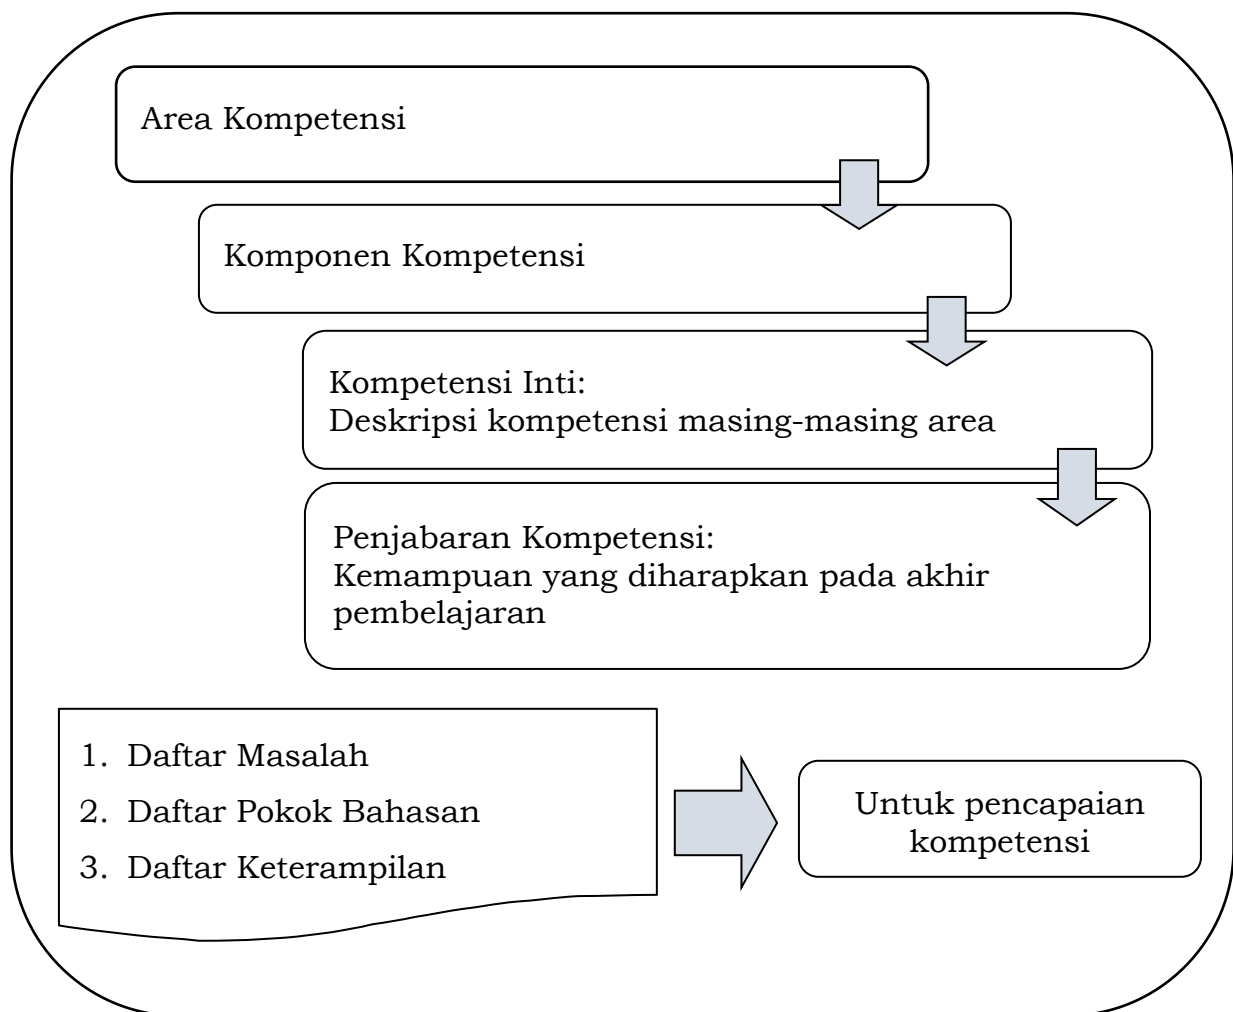 Area Kompetensi
Komponen Kompetensi
Kompetensi Inti:
Deskripsi kompetensi masing-masing area
Penjabaran Kompetensi:
Kemampuan yang diharapkan pada akhir
pembelajaran
1. Daftar Masalah
2. Daftar Pokok Bahasan
3. Daftar Keterampilan
Untuk pencapaian
kompetensi